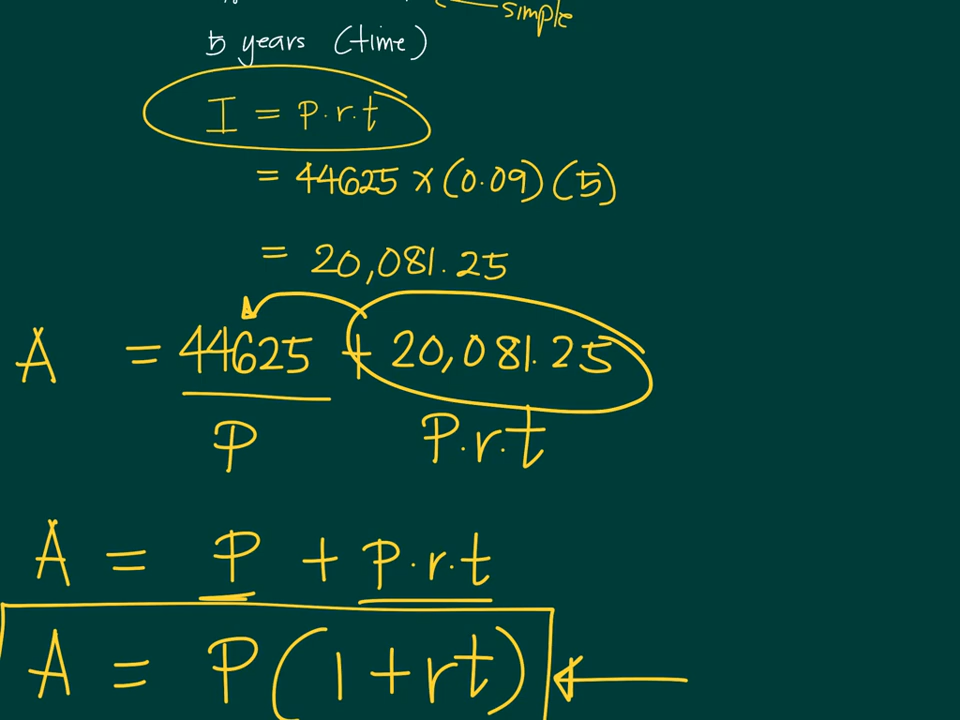 simple
5 years (time)
I = P.r.t
= 44625 × (0.09) (5)
= 20,081.25
A = 44625 + 20,081.25
P P.r.t
A = P + P.r.t
A = P(1+rt)